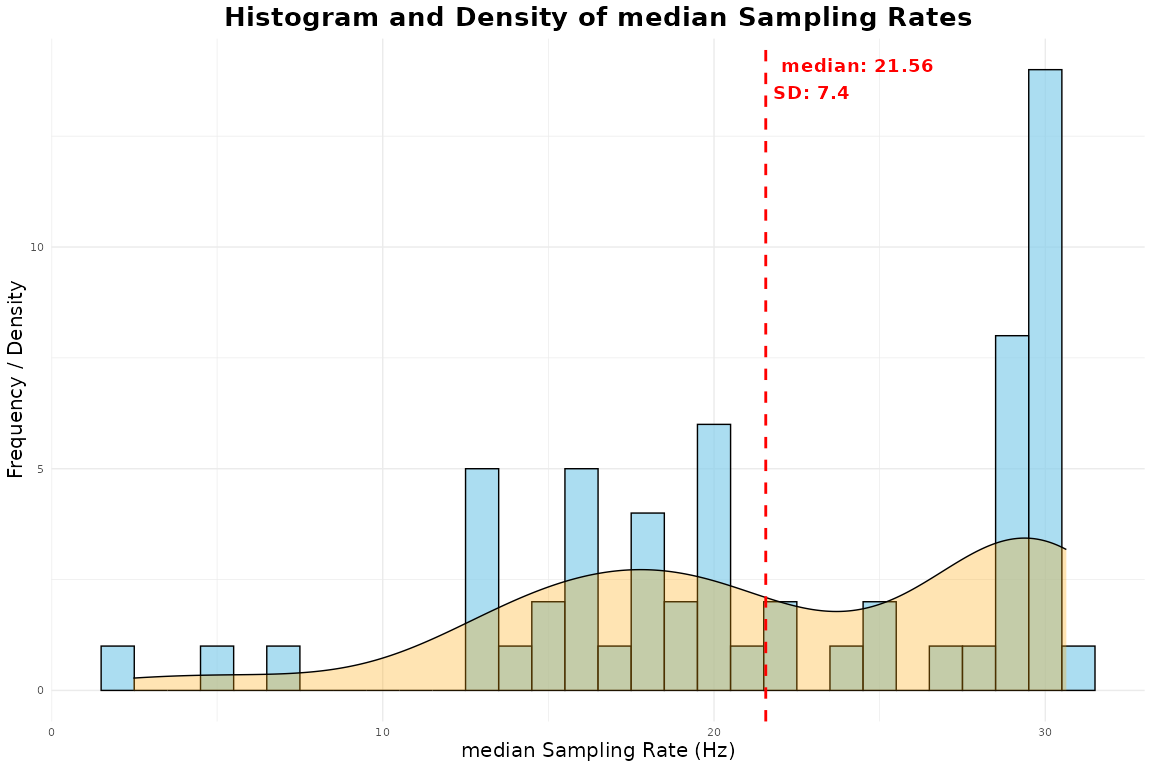 Histogram and Density of median Sampling Rates
median: 21.56
SD: 7.4
Frequency / Density
10
5
0
0
10
20
30
median Sampling Rate (Hz)